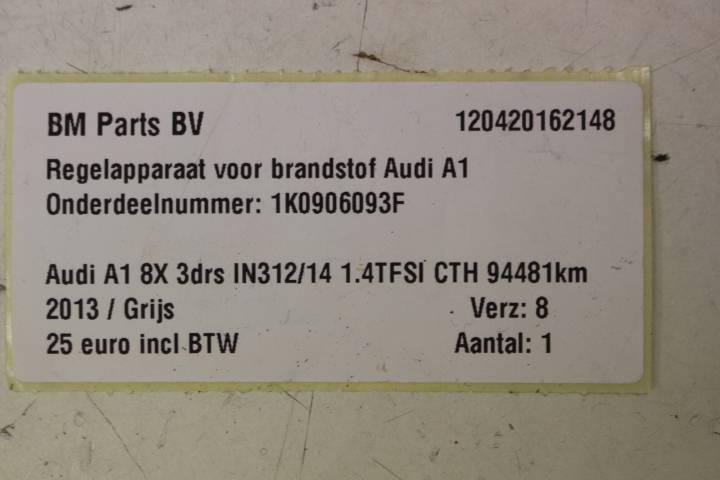 BM Parts BV 120420162148
Regelapparaat voor brandstof Audi A1
Onderdeelnummer: 1K0906093F
Audi A1 8X 3drs IN312/14 1.4TFSI CTH 94481km
2013 / Grijs Verz: 8
25 euro incl BTW Aantal: 1